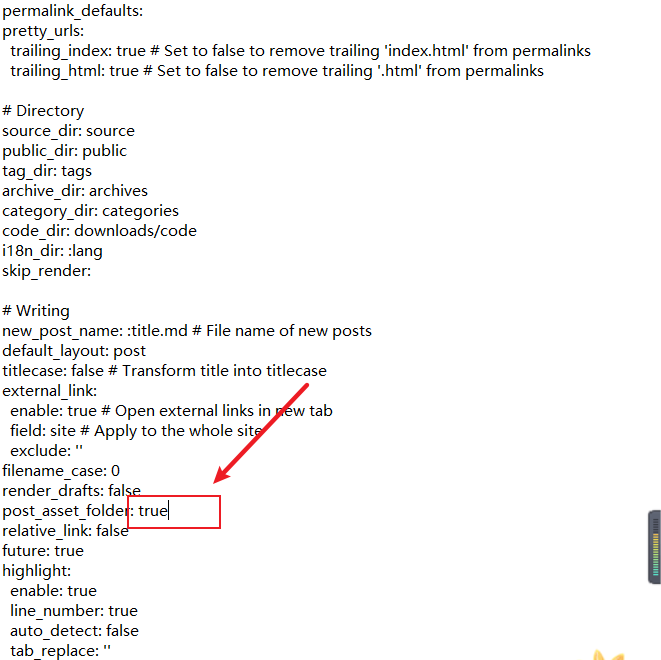 permalink_defaults:
pretty_urls:
  trailing_index: true # Set to false to remove trailing 'index.html' from permalinks
  trailing_html: true # Set to false to remove trailing '.html' from permalinks

# Directory
source_dir: source
public_dir: public
tag_dir: tags
archive_dir: archives
category_dir: categories
code_dir: downloads/code
i18n_dir: :lang
skip_render:

# Writing
new_post_name: :title.md # File name of new posts
default_layout: post
titlecase: false # Transform title into titlecase
external_link:
  enable: true # Open external links in new tab
  field: site # Apply to the whole site
  exclude: ''
filename_case: 0
render_drafts: false
post_asset_folder: true
relative_link: false
future: true
highlight:
  enable: true
  line_number: true
  auto_detect: false
  tab_replace: ''